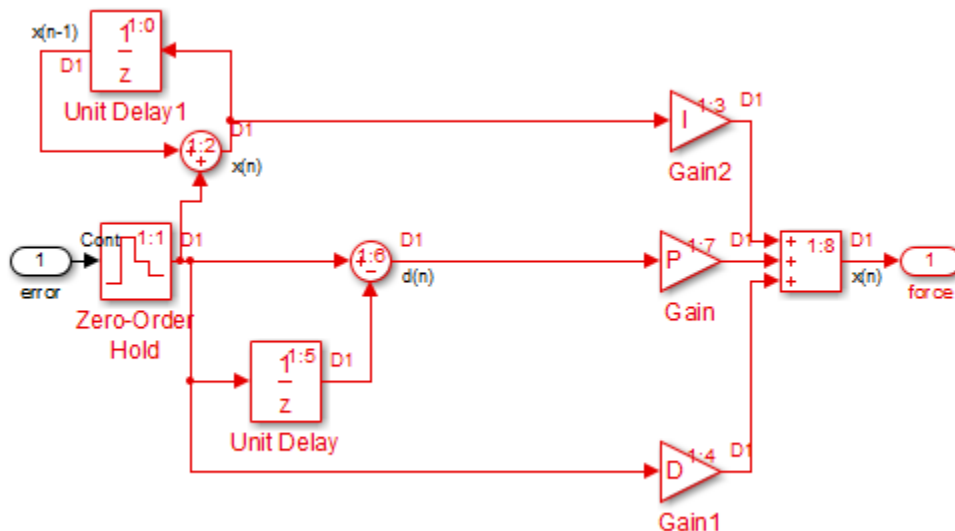 x(n-1)
1:0
D1
1
z
Unit Delay1
1:2
+
+
D1
x(n)
I
1:3
D1
Gain2
1
error
Cont
1:1
D1
Zero-Order
Hold
1:6
+
-
D1
d(n)
P
1:7
D1
Gain
+
+
+
1:8
D1
x(n)
1
force
1:5
1
z
D1
Unit Delay
D
1:4
D1
Gain1